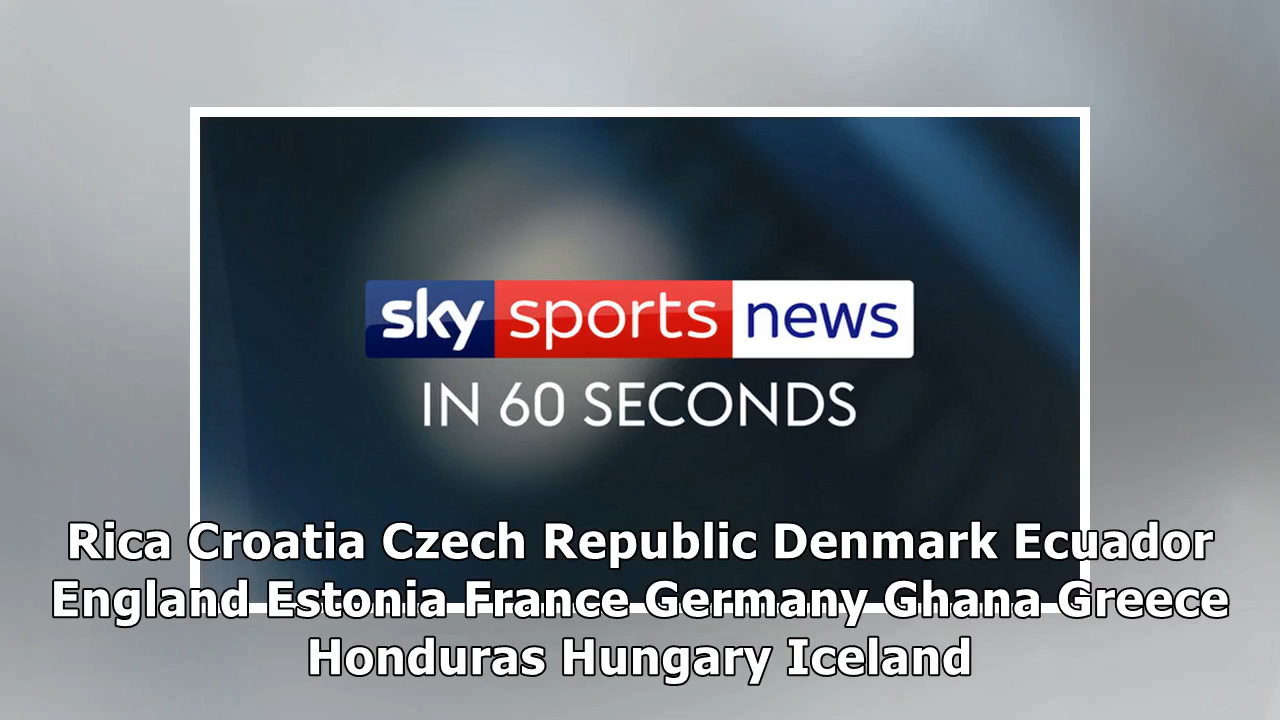 sky sports news
IN 60 SECONDS
Rica Croatia Czech Republic Denmark Ecuador
England Estonia France Germany Ghana Greece
Honduras Hungary Iceland